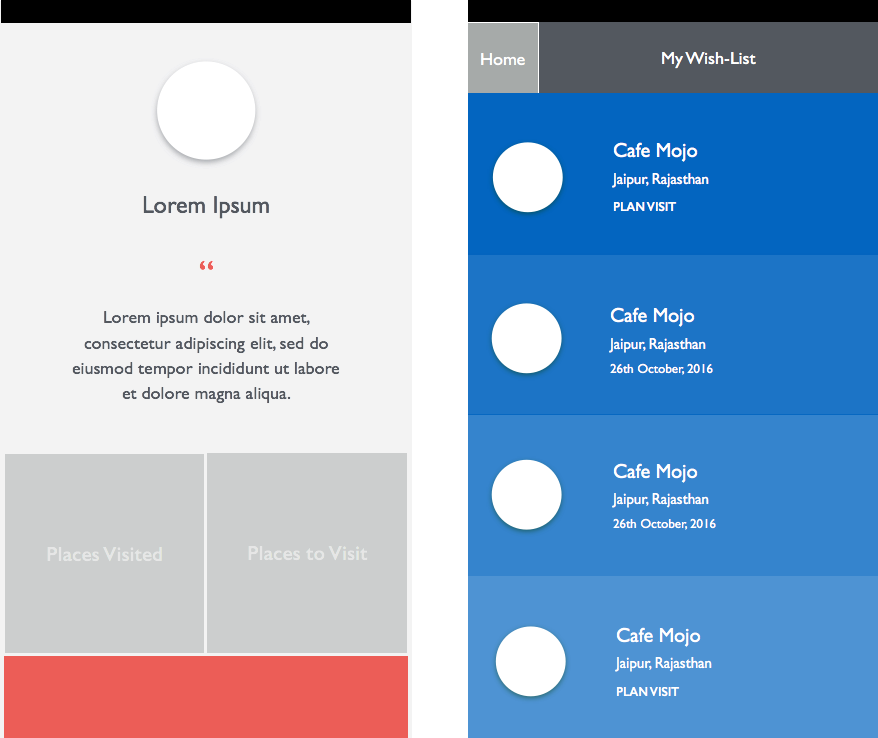 Lorem Ipsum
“
Lorem ipsum dolor sit amet,
consectetur adipiscing elit, sed do
eiusmod tempor incididunt ut labore
et dolore magna aliqua.
Places Visited
Places to Visit
Home
My Wish-List
Cafe Mojo
Jaipur, Rajasthan
PLAN VISIT
Cafe Mojo
Jaipur, Rajasthan
26th October, 2016
Cafe Mojo
Jaipur, Rajasthan
26th October, 2016
Cafe Mojo
Jaipur, Rajasthan
PLAN VISIT